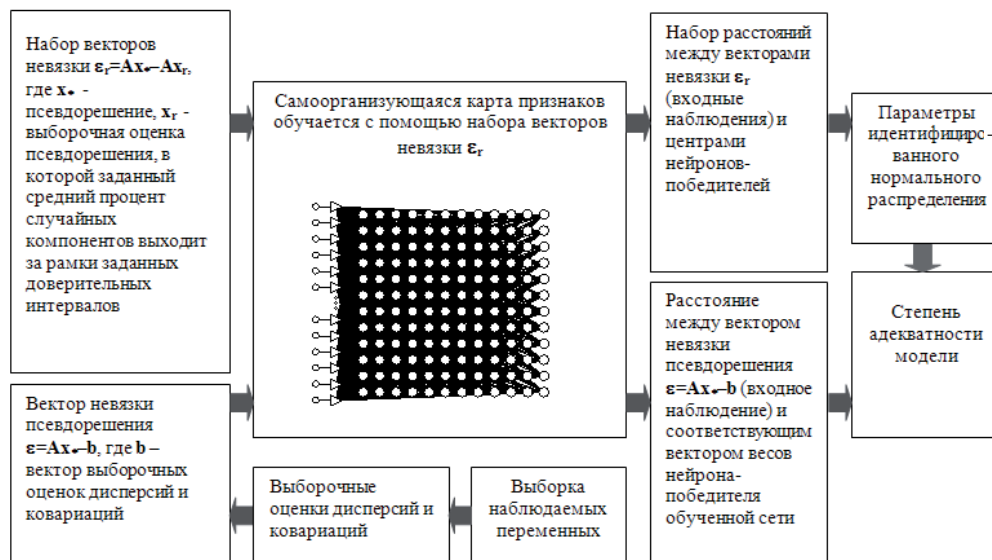 Набор векторов
невязки εr=Ax*–Axr,
где x* -
псевдорешение, xr -
выборочная оценка
псевдорешения, в
которой заданный
средний процент
случайных
компонентов выходит
за рамки заданных
доверительных
интервалов
Самоорганизующаяся карта признаков
обучается с помощью набора векторов
невязки εr
Набор расстояний
между векторами
невязки εr
(входные
наблюдения) и
центрами
нейронов-
победителей
Параметры
идентифициро–
ванного
нормального
распределения
Степень
адекватности
модели
Расстояние
между вектором
невязки
псевдорешения
ε=Ax*–b (входное
наблюдение) и
соответствующим
вектором весов
нейрона-
победителя
обученной сети
Вектор невязки
псевдорешения
ε=Ax*–b, где b –
вектор выборочных
оценок дисперсий и
ковариаций
Выборочные
оценки дисперсий и
ковариаций
Выборка
наблюдаемых
переменных